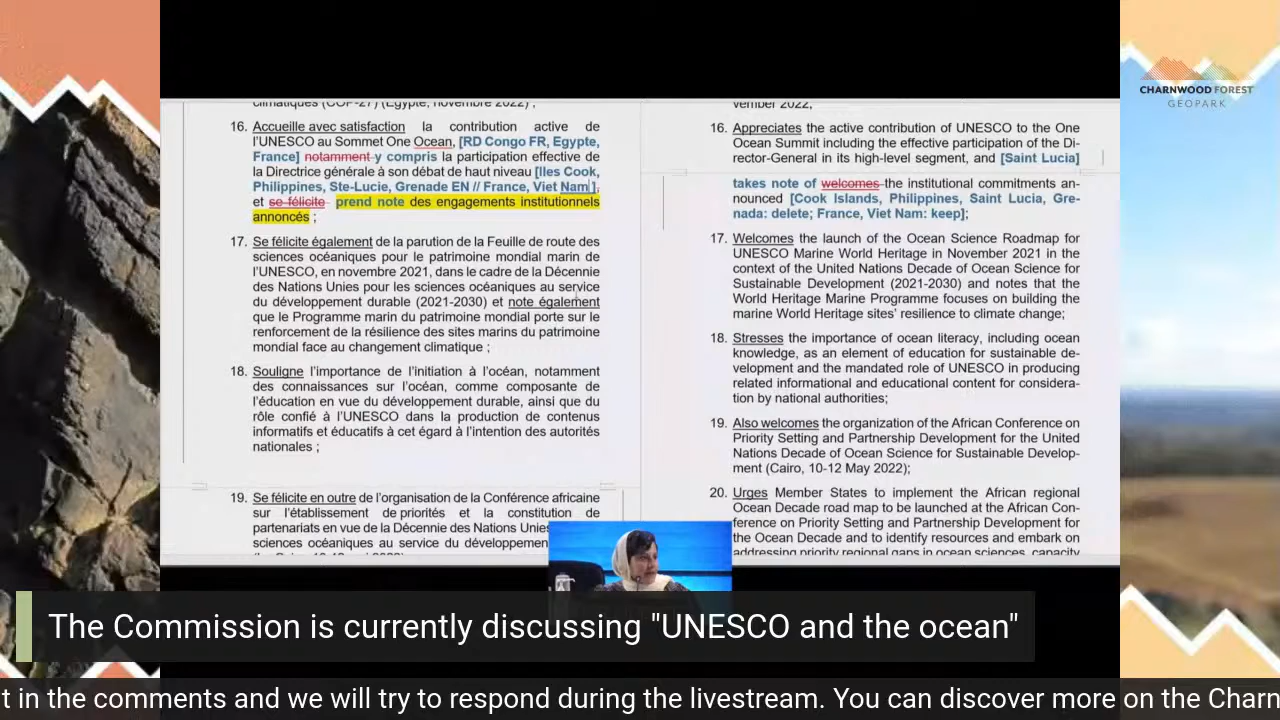 climatiques (COP-27) (Egypte, novembre 2022) ;
16. Accueille avec satisfaction la contribution active de
l'UNESCO au Sommet One Ocean, [RD Congo FR, Egypte,
France] notamment y compris la participation effective de
la Directrice générale à son débat de haut niveau [Iles Cook,
Philippines, Ste-Lucie, Grenade EN // France, Viet Nam],
et se félicite prend note des engagements institutionnels
annoncés ;
17. Se félicite également de la parution de la Feuille de route des
sciences océaniques pour le patrimoine mondial marin de
l'UNESCO, en novembre 2021, dans le cadre de la Décennie
des Nations Unies pour les sciences océaniques au service
du développement durable (2021-2030) et note également
que le Programme marin du patrimoine mondial porte sur le
renforcement de la résilience des sites marins du patrimoine
mondial face au changement climatique ;
18. Souligne l'importance de l'initiation à l'océan, notamment
des connaissances sur l'océan, comme composante de
l'éducation en vue du développement durable, ainsi que du
rôle confié à l'UNESCO dans la production de contenus
informatifs et éducatifs à cet égard à l'intention des autorités
nationales ;
19. Se félicite en outre de l'organisation de la Conférence africaine
sur l'établissement de priorités et la constitution de
partenariats en vue de la Décennie des Nations Unies
sciences océaniques au service du développement
vember 2022;
16. Appreciates the active contribution of UNESCO to the One
Ocean Summit including the effective participation of the Di-
rector-General in its high-level segment, and [Saint Lucia]
takes note of welcomes the institutional commitments an-
nounced [Cook Islands, Philippines, Saint Lucia, Gre-
nada: delete; France, Viet Nam: keep];
17. Welcomes the launch of the Ocean Science Roadmap for
UNESCO Marine World Heritage in November 2021 in the
context of the United Nations Decade of Ocean Science for
Sustainable Development (2021-2030) and notes that the
World Heritage Marine Programme focuses on building the
marine World Heritage sites' resilience to climate change;
18. Stresses the importance of ocean literacy, including ocean
knowledge, as an element of education for sustainable de-
velopment and the mandated role of UNESCO in producing
related informational and educational content for considera-
tion by national authorities;
19. Also welcomes the organization of the African Conference on
Priority Setting and Partnership Development for the United
Nations Decade of Ocean Science for Sustainable Develop-
ment (Cairo, 10-12 May 2022);
20. Urges Member States to implement the African regional
Ocean Decade road map to be launched at the African Con-
ference on Priority Setting and Partnership Development for
the Ocean Decade and to identify resources and embark on
addressing priority regional gaps in ocean sciences, capacity
CHARNWOOD FOREST
GEOPARK
The Commission is currently discussing "UNESCO and the ocean"
t in the comments and we will try to respond during the livestream. You can discover more on the Charn